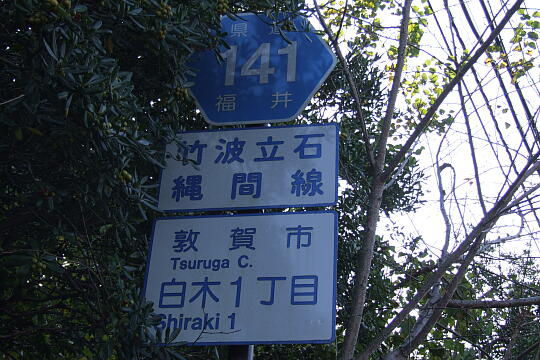 県道
141
福井
竹波立石
縄間線
敦賀市
Tsuruga C.
白木1丁目
Shiraki 1